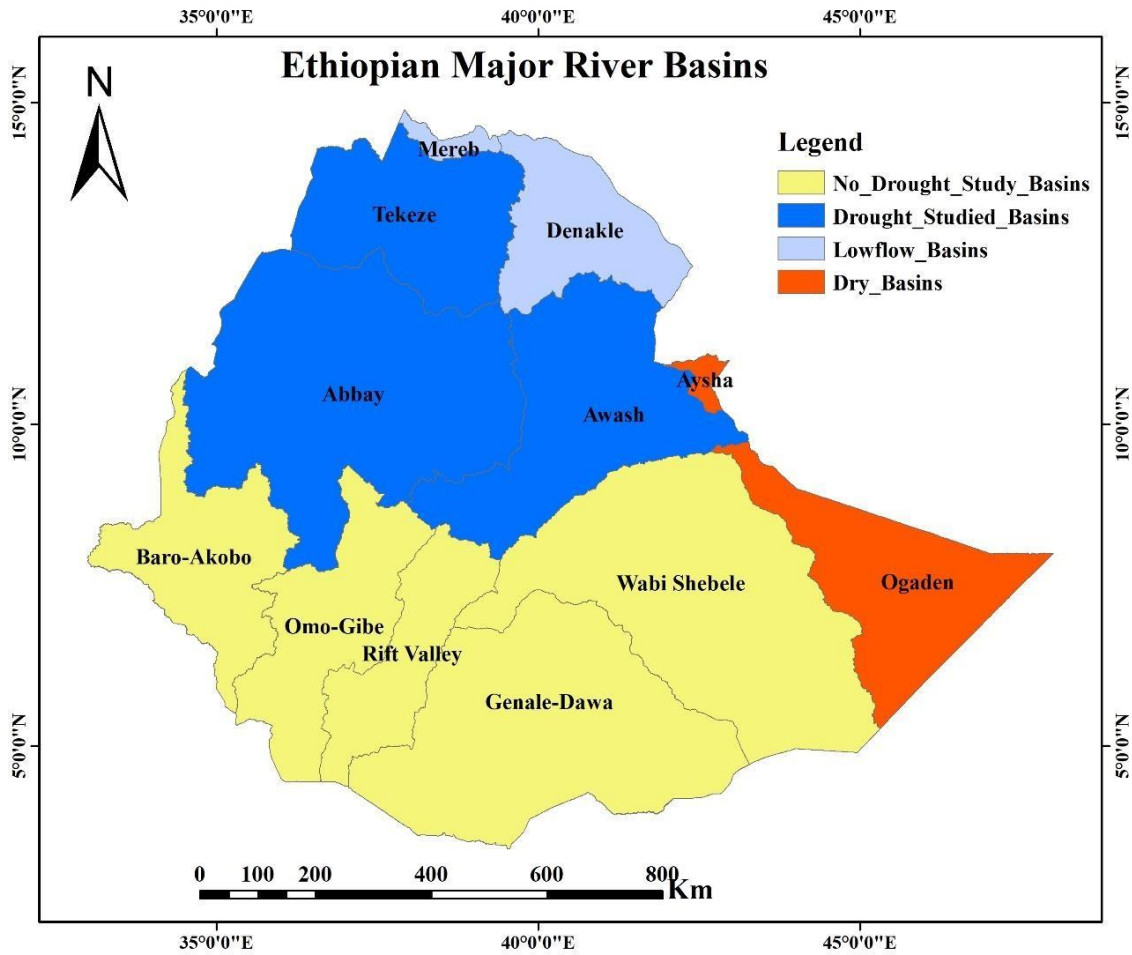 35°0'0"E 40°0'0"E 45°0'0"E
Ethiopian Major River Basins
N
15°0'0"N
15°0'0"N
Legend
No_Drought_Study_Basins
Drought_Studied_Basins
Lowflow_Basins
Dry_Basins
Mereb
Tekeze
Denakle
Aysha
Abbay
Awash
10°0'0"N
10°0'0"N
Baro-Akobo
Wabi Shebele
Ogaden
Omo-Gibe
Rift Valley
Genale-Dawa
5°0'0"N
5°0'0"N
0 100 200 400 600 800
Km
35°0'0"E 40°0'0"E 45°0'0"E